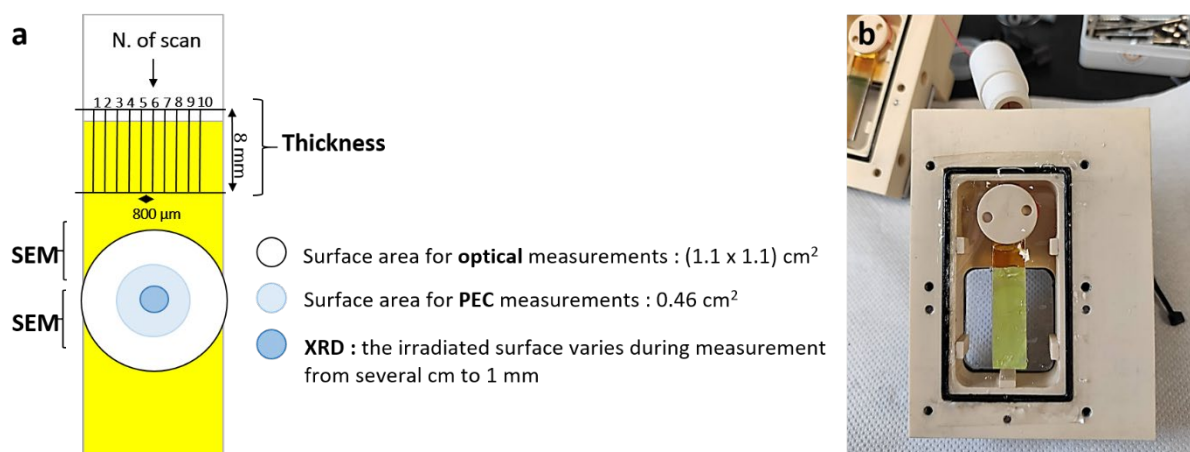 a
N. of scan
1 2 3 4 5 6 7 8 9 10
8 mm
Thickness
800 µm
SEM
SEM
Surface area for optical measurements : (1.1 x 1.1) cm²
Surface area for PEC measurements : 0.46 cm²
XRD : the irradiated surface varies during measurement
from several cm to 1 mm
b